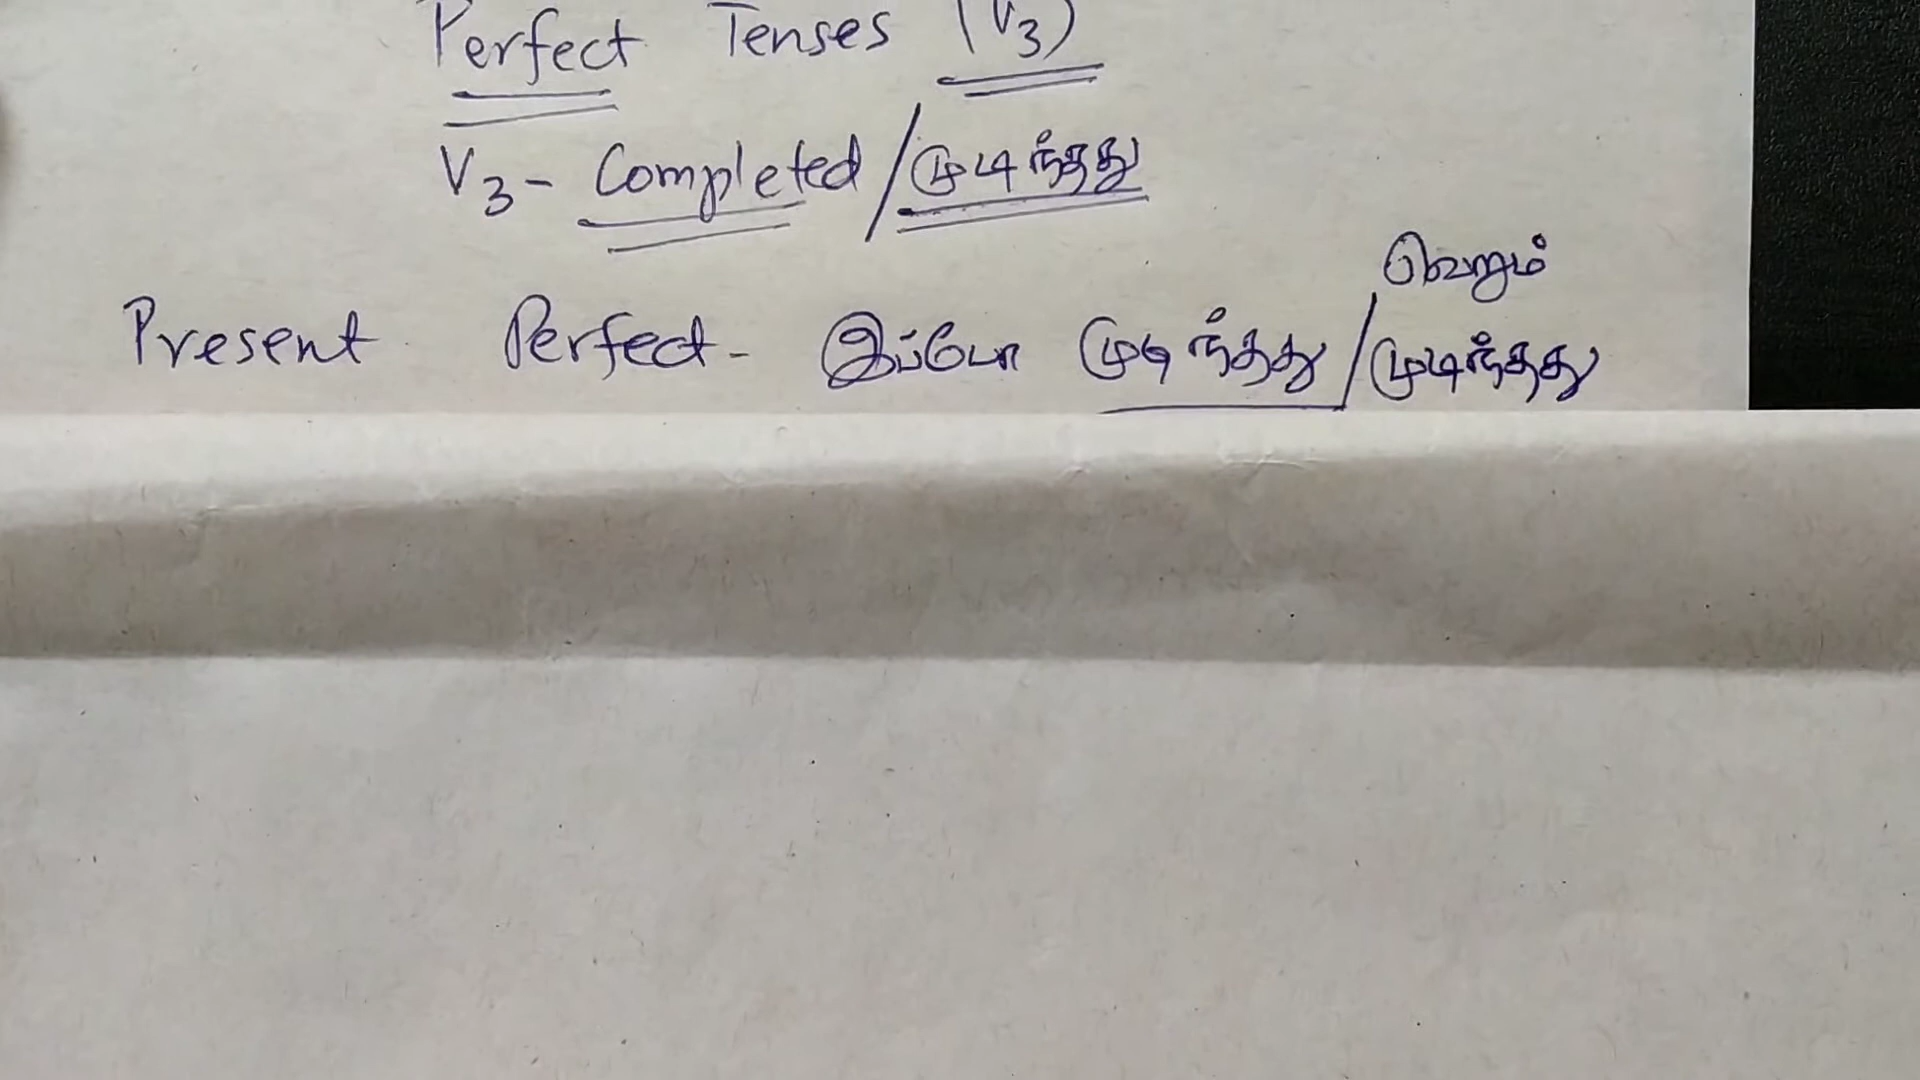 Perfect Tenses (V3)
V3 - Completed / முடிந்தது
வெறும்
Present Perfect - இப்போ முடிந்தது / முடிந்தது